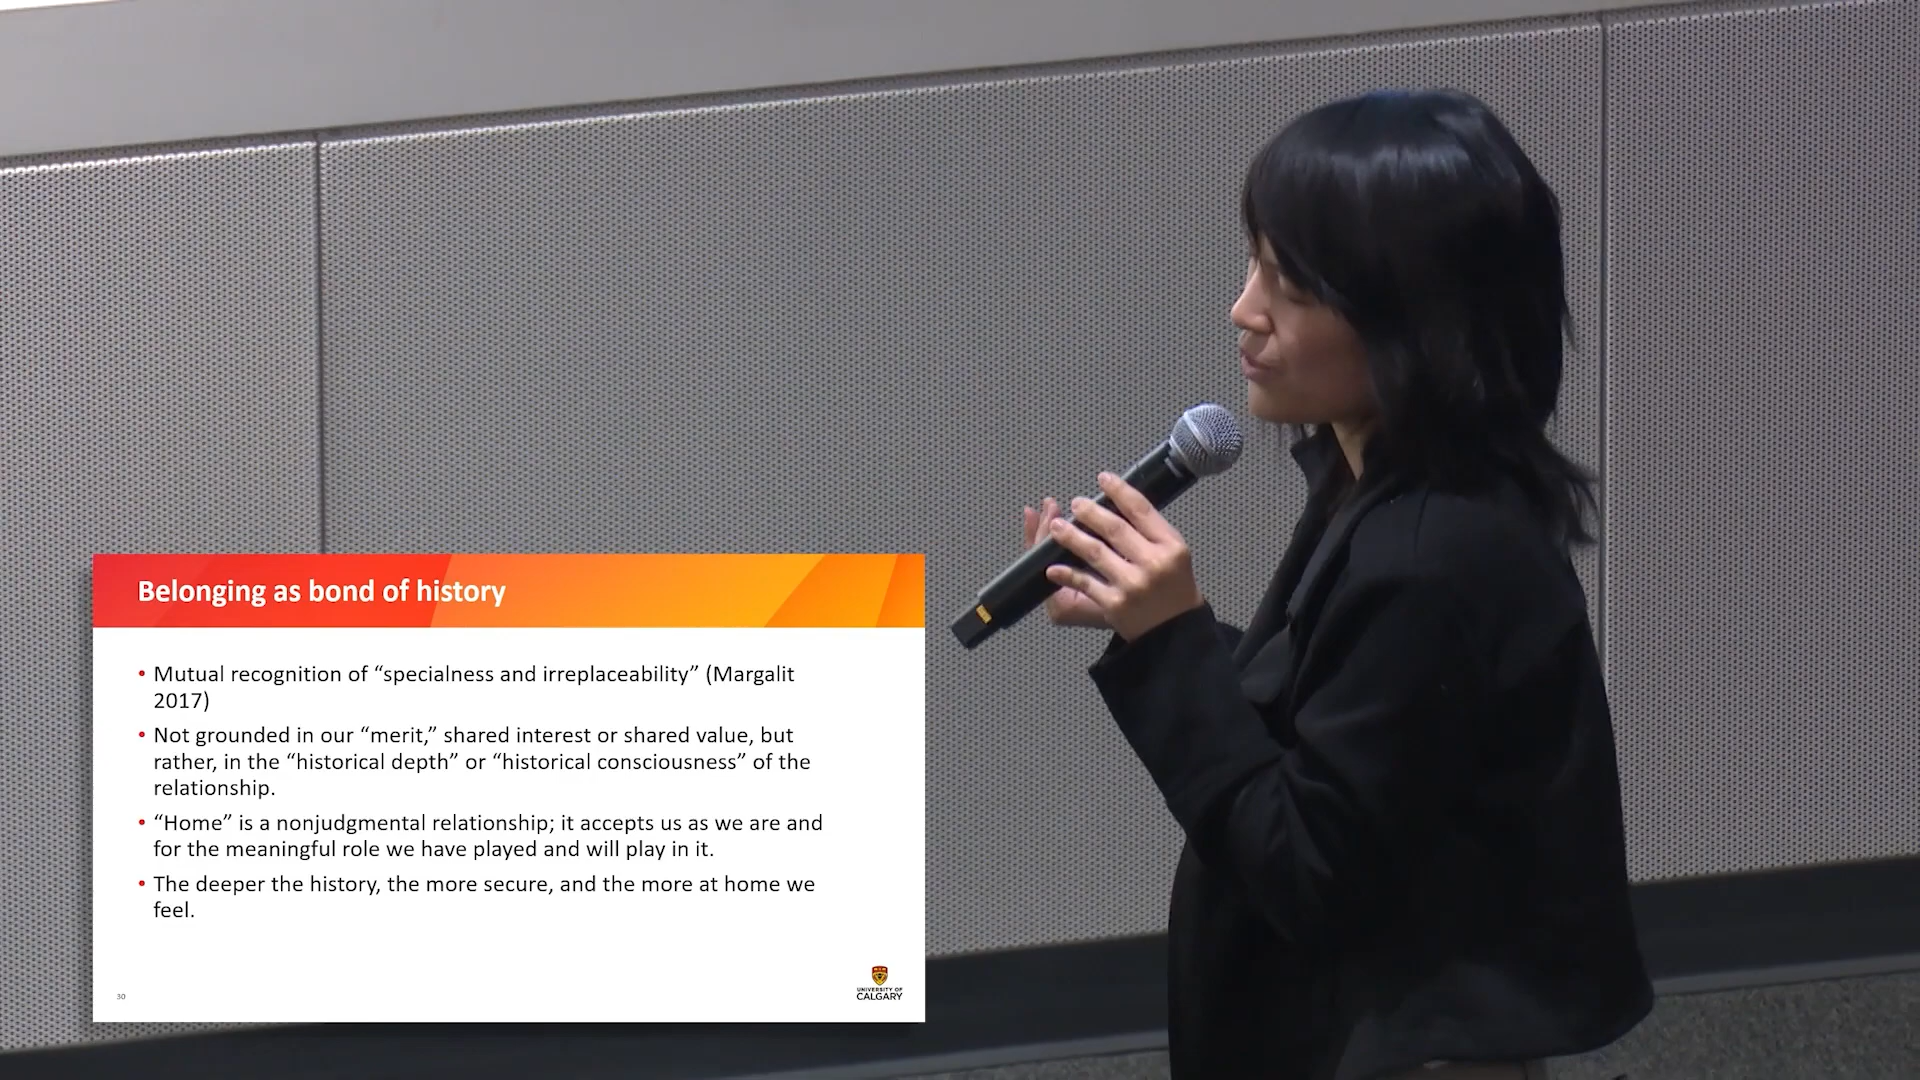 Belonging as bond of history
• Mutual recognition of “specialness and irreplaceability” (Margalit
2017)
• Not grounded in our “merit,” shared interest or shared value, but
rather, in the “historical depth” or “historical consciousness” of the
relationship.
• “Home” is a nonjudgmental relationship; it accepts us as we are and
for the meaningful role we have played and will play in it.
• The deeper the history, the more secure, and the more at home we
feel.
30
UNIVERSITY OF
CALGARY